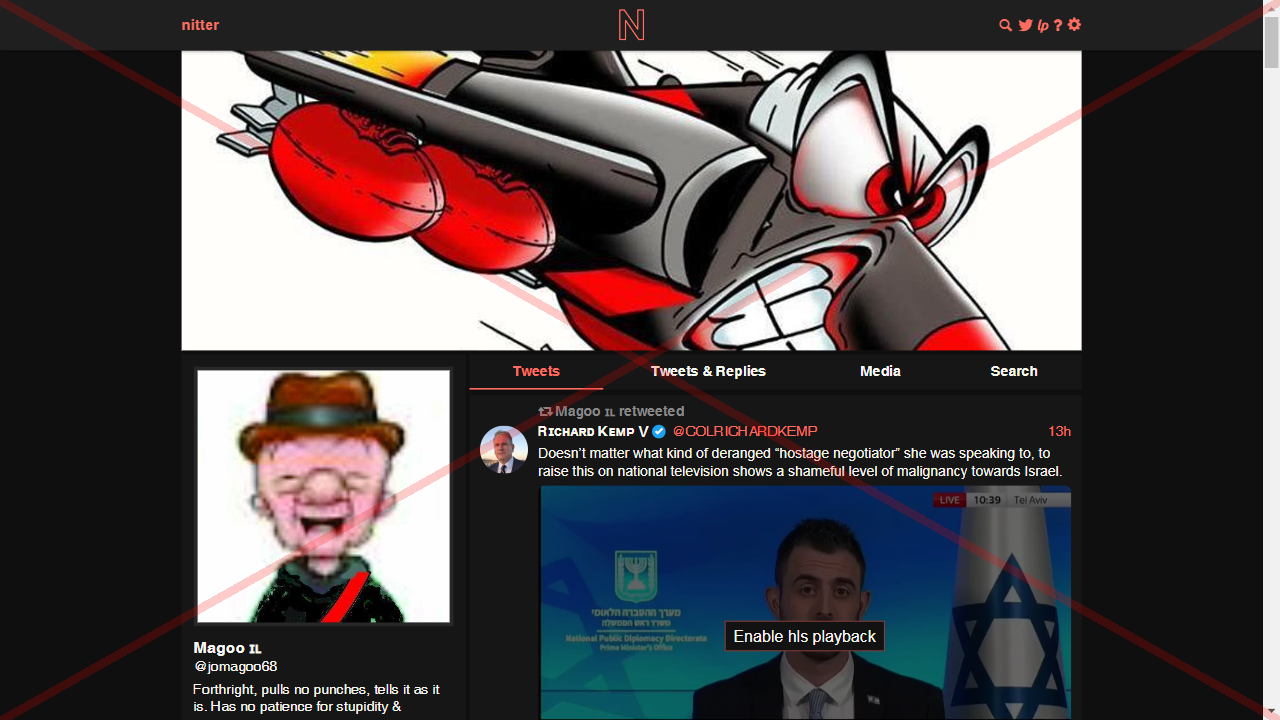 nitter
N
lp ?
Tweets
Tweets & Replies
Media
Search
Magoo IL retweeted
RICHARD KEMP V @COLRICHARDKEMP 13h
Doesn't matter what kind of deranged “hostage negotiator” she was speaking to, to
raise this on national television shows a shameful level of malignancy towards Israel.
LIVE 10:39 Tel Aviv
מערך ההסברה הלאומי
משרד ראש הממשלה
National Public Diplomacy Directorate
Prime Minister's Office
Enable hls playback
Magoo IL
@jomagoo68
Forthright, pulls no punches, tells it as it
is. Has no patience for stupidity &